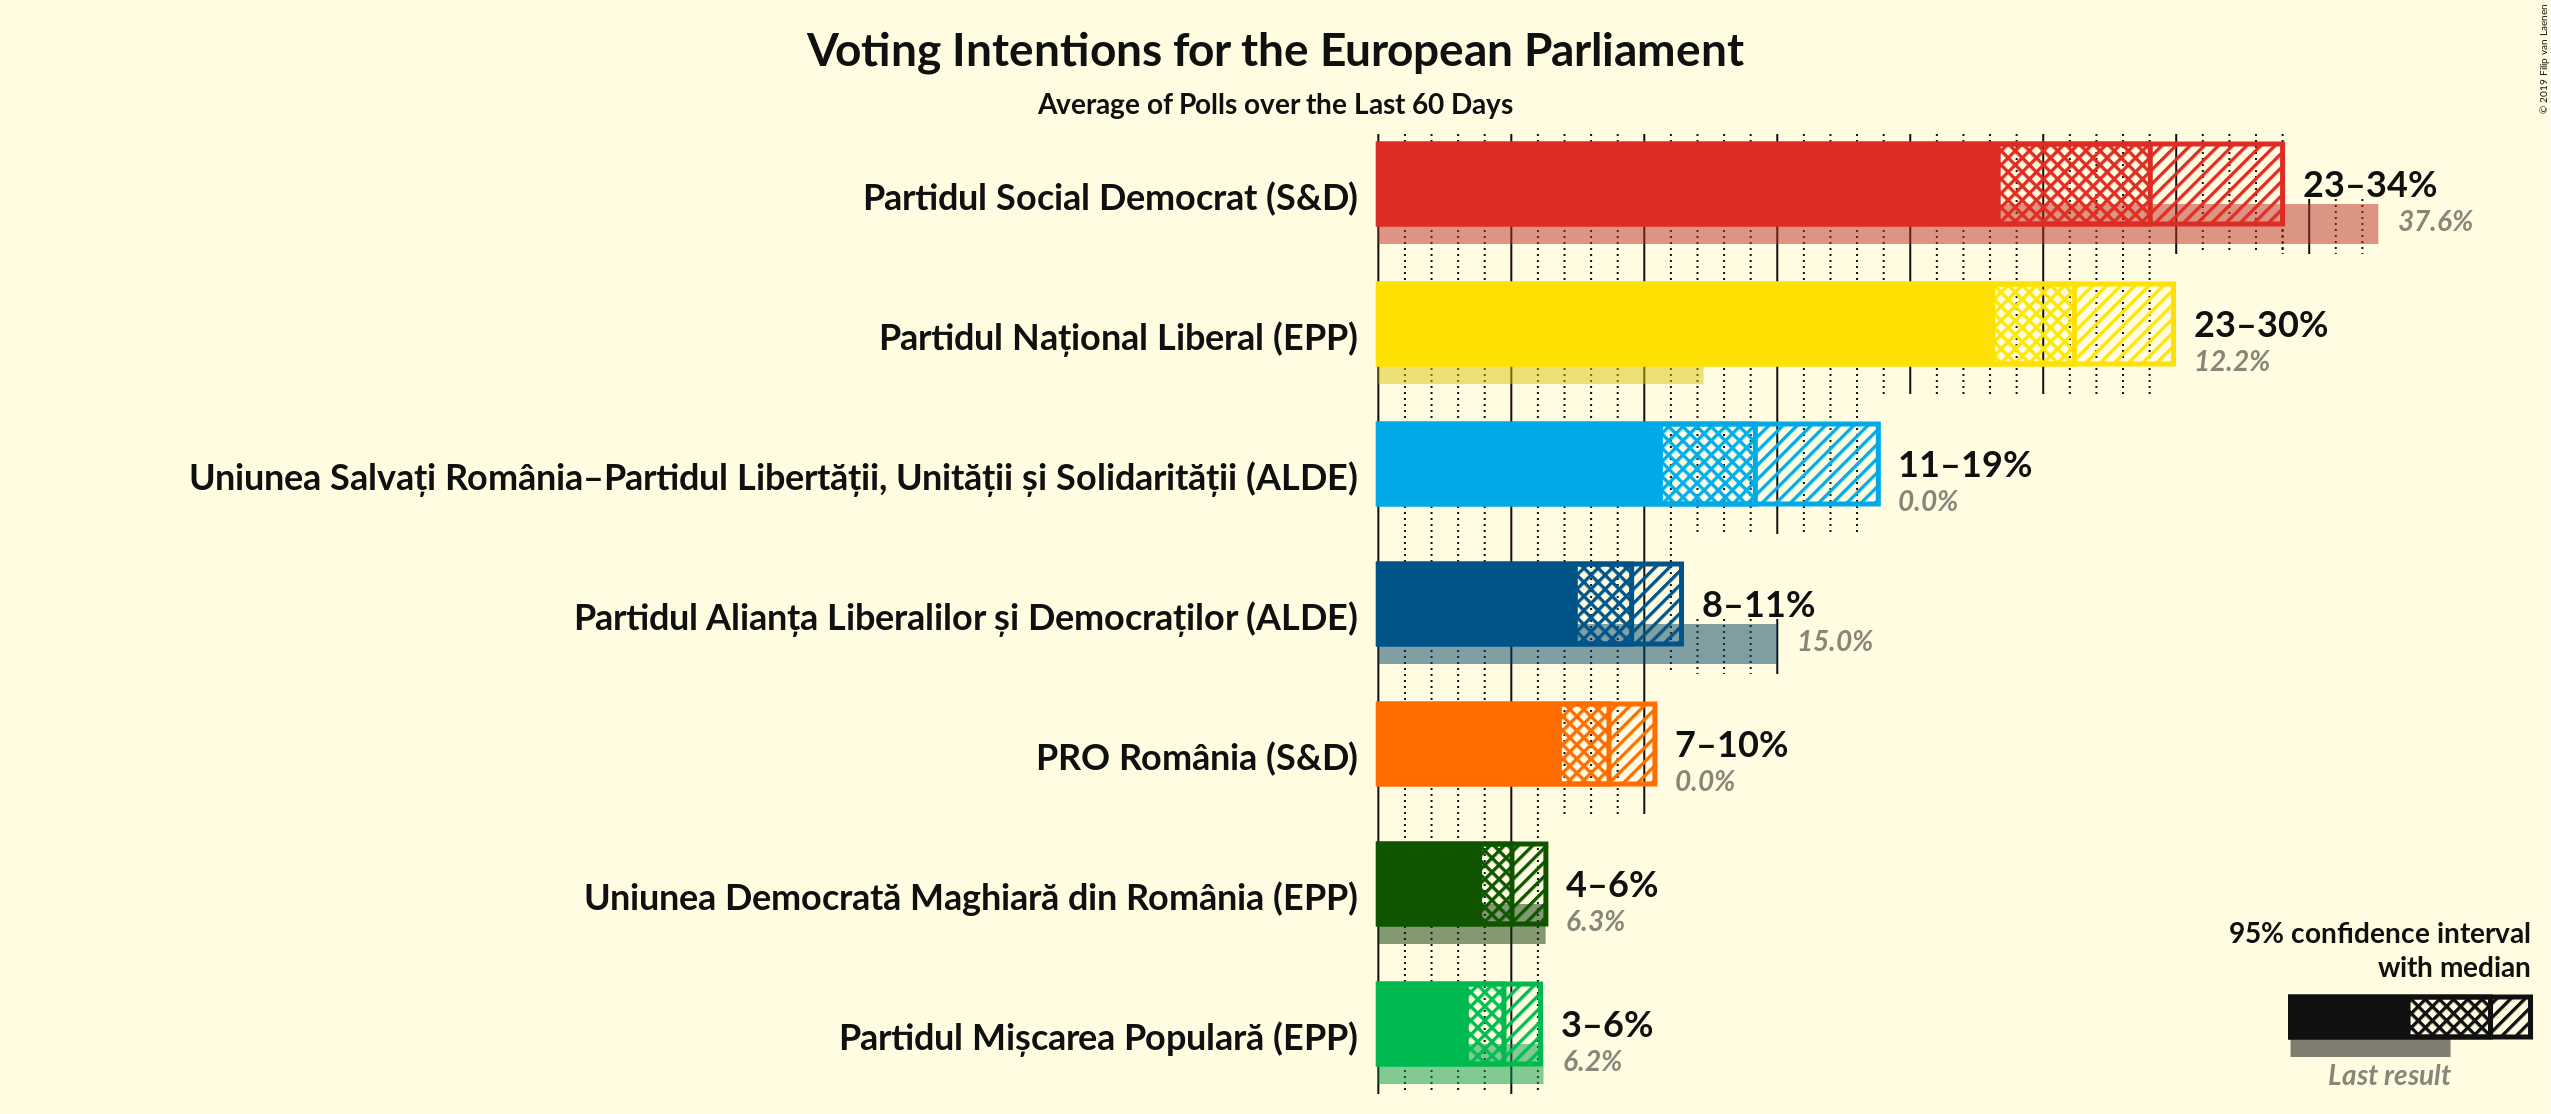 Voting Intentions for the European Parliament
Average of Polls over the Last 60 Days
© 2019 Filip van Laenen
Partidul Social Democrat (S&D)
23–34%
37.6%
Partidul Național Liberal (EPP)
23–30%
12.2%
Uniunea Salvați România–Partidul Libertății, Unității și Solidarității (ALDE)
11–19%
0.0%
Partidul Alianța Liberalilor și Democraților (ALDE)
8–11%
15.0%
PRO România (S&D)
7–10%
0.0%
Uniunea Democrată Maghiară din România (EPP)
4–6%
6.3%
Partidul Mișcarea Populară (EPP)
3–6%
6.2%
95% confidence interval
with median
Last result